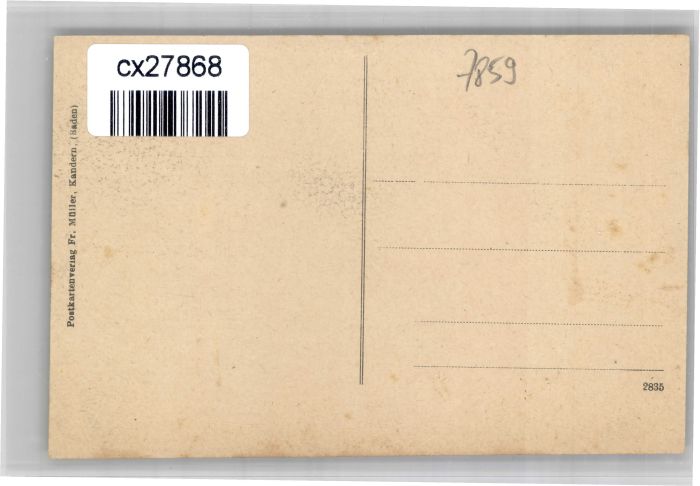 cx27868
7859
Postkartenverlag Fr. Müller, Kandern, (Baden)
2835